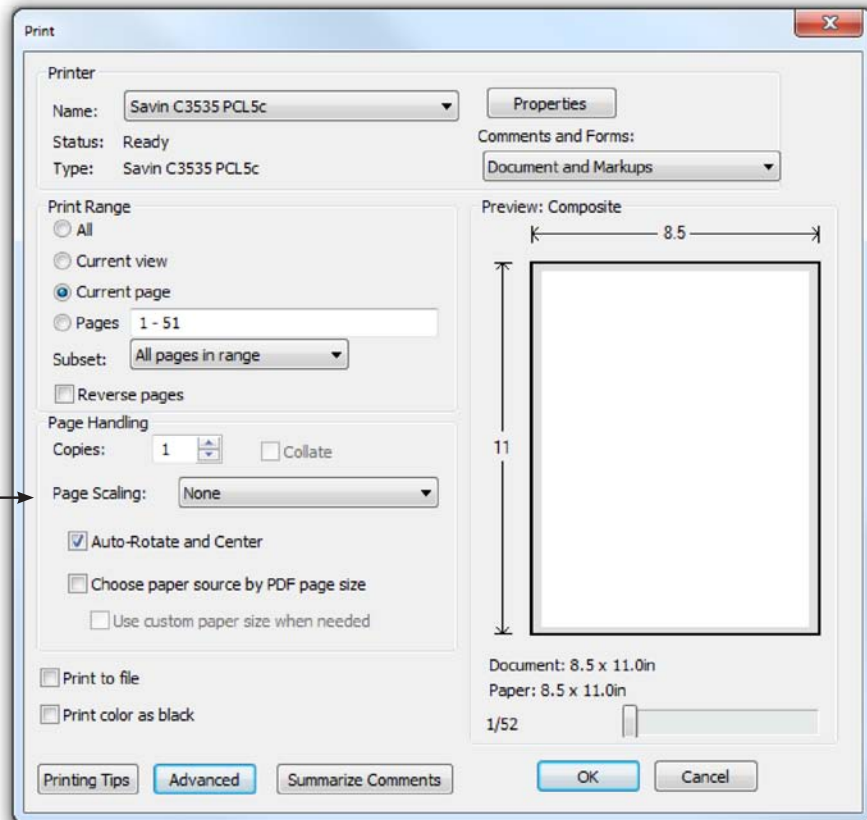 Print
Printer
Name: Savin C3535 PCL5c Properties
Status: Ready Comments and Forms:
Type: Savin C3535 PCL5c Document and Markups
Print Range
All
Current view
Current page
Pages 1 - 51
Subset: All pages in range
Reverse pages
Page Handling
Copies: 1 Collate
Page Scaling: None
Auto-Rotate and Center
Choose paper source by PDF page size
Use custom paper size when needed
Print to file
Print color as black
Preview: Composite
8.5
11
Document: 8.5 x 11.0in
Paper: 8.5 x 11.0in
1/52
Printing Tips Advanced Summarize Comments OK Cancel